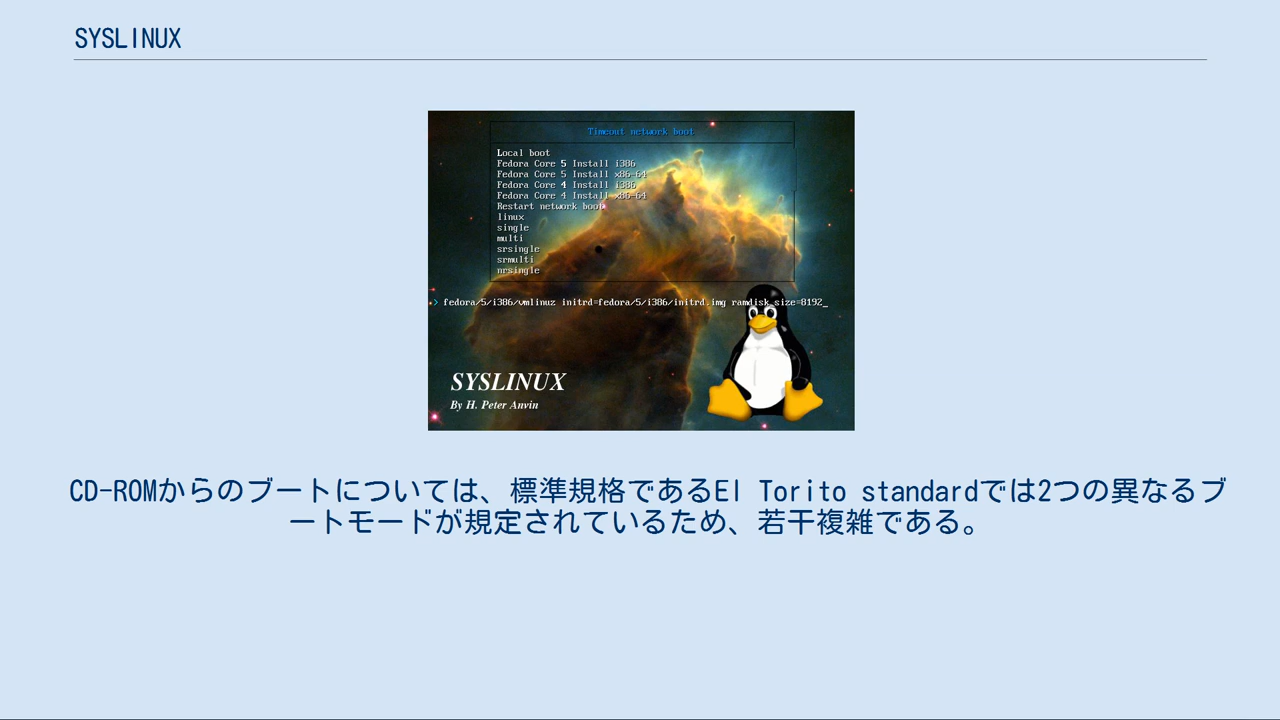 SYSLINUX
Timeout network boot
Local boot
Fedora Core 5 Install i386
Fedora Core 5 Install x86-64
Fedora Core 4 Install i386
Fedora Core 4 Install x86-64
Restart network boot
linux
single
multi
srsingle
srmulti
nrsingle
> fedora/5/i386/vmlinuz initrd=fedora/5/i386/initrd.img ramdisk_size=8192_
SYSLINUX
By H. Peter Anvin
CD-ROMからのブートについては、標準規格であるEl Torito standardでは2つの異なるブ
ートモードが規定されているため、若干複雑である。